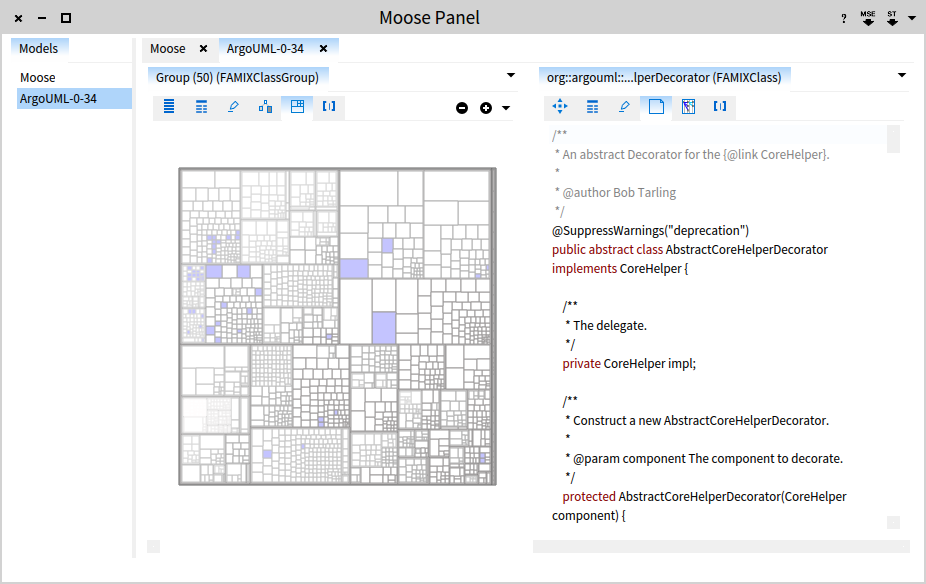 Moose Panel
?
MSE
ST
Models
Moose
ArgoUML-0-34
Moose
ArgoUML-0-34
Group (50) (FAMIXClassGroup)
org::argouml::...lperDecorator (FAMIXClass)
/**
* An abstract Decorator for the {@link CoreHelper}.
*
* @author Bob Tarling
*/
@SuppressWarnings("deprecation")
public abstract class AbstractCoreHelperDecorator
implements CoreHelper {
/**
* The delegate.
*/
private CoreHelper impl;
/**
* Construct a new AbstractCoreHelperDecorator.
*
* @param component The component to decorate.
*/
protected AbstractCoreHelperDecorator(CoreHelper
component) {